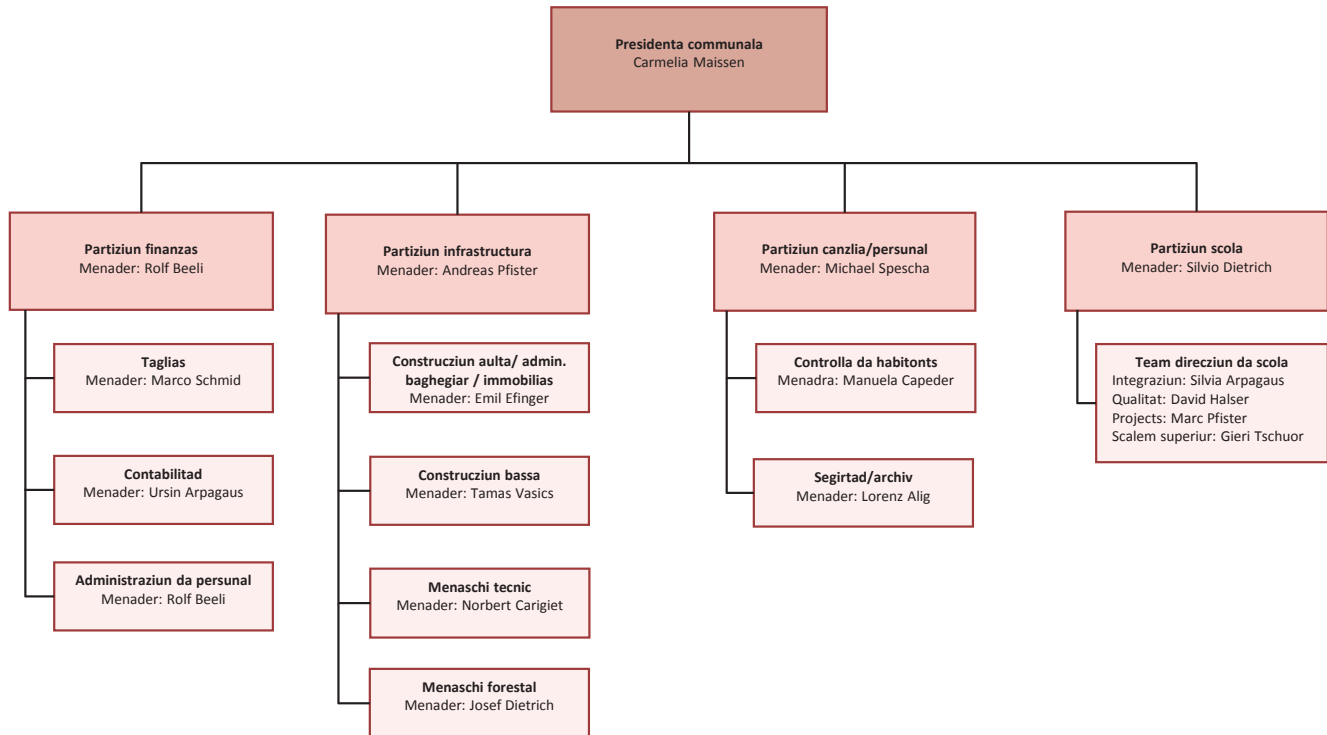 Presidenta communala
Carmelia Maissen
Partiziun finanzas
Menader: Rolf Beeli
Taglias
Menader: Marco Schmid
Contabilitad
Menader: Ursin Arpagaus
Administraziun da persunal
Menader: Rolf Beeli
Partiziun infrastructura
Menader: Andreas Pfister
Construcziun aulta/ admin.
baghegiar / immobilias
Menader: Emil Efinger
Construcziun bassa
Menader: Tamas Vasics
Menaschi tecnic
Menader: Norbert Carigiet
Menaschi forestal
Menader: Josef Dietrich
Partiziun canzlia/persunal
Menader: Michael Spescha
Controlla da habitonts
Menadra: Manuela Capeder
Segirtad/archiv
Menader: Lorenz Alig
Partiziun scola
Menader: Silvio Dietrich
Team direcziun da scola
Integraziun: Silvia Arpagaus
Qualitat: David Halser
Projects: Marc Pfister
Scalem superiur: Gieri Tschuor